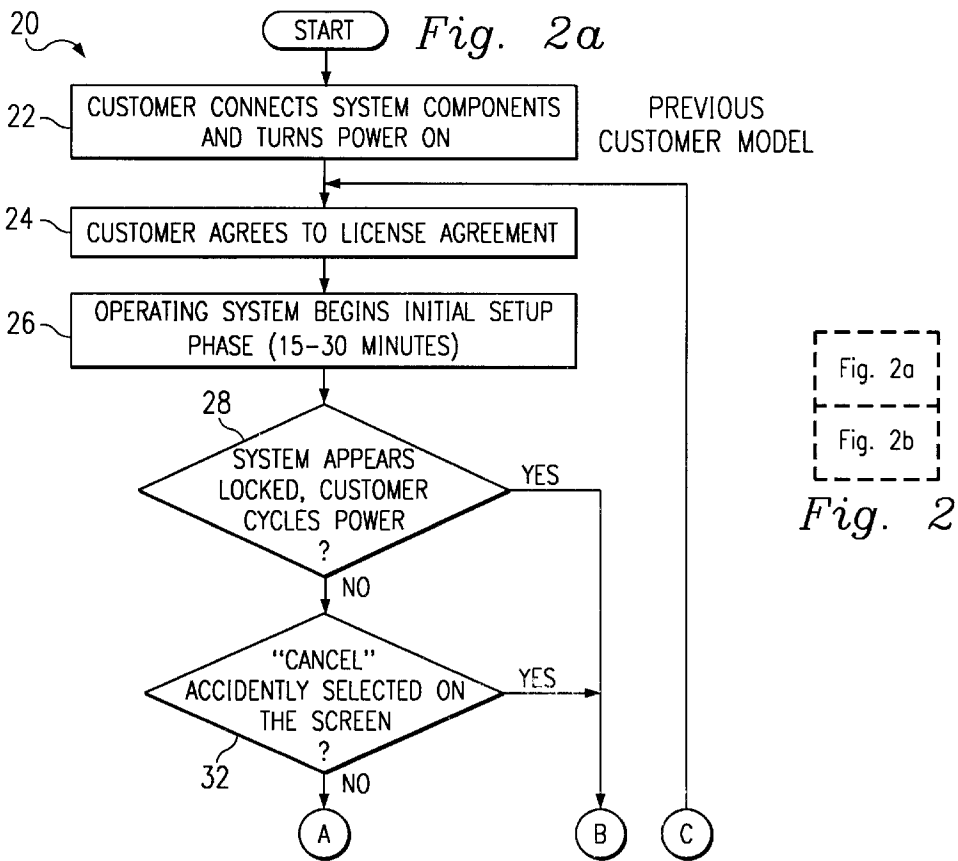 20
START
Fig. 2a
22
CUSTOMER CONNECTS SYSTEM COMPONENTS
AND TURNS POWER ON
PREVIOUS
CUSTOMER MODEL
24
CUSTOMER AGREES TO LICENSE AGREEMENT
26
OPERATING SYSTEM BEGINS INITIAL SETUP
PHASE (15-30 MINUTES)
28
SYSTEM APPEARS
LOCKED, CUSTOMER
CYCLES POWER
?
YES
NO
Fig. 2a
Fig. 2b
Fig. 2
"CANCEL"
ACCIDENTLY SELECTED ON
THE SCREEN
?
YES
32
NO
A
B
C